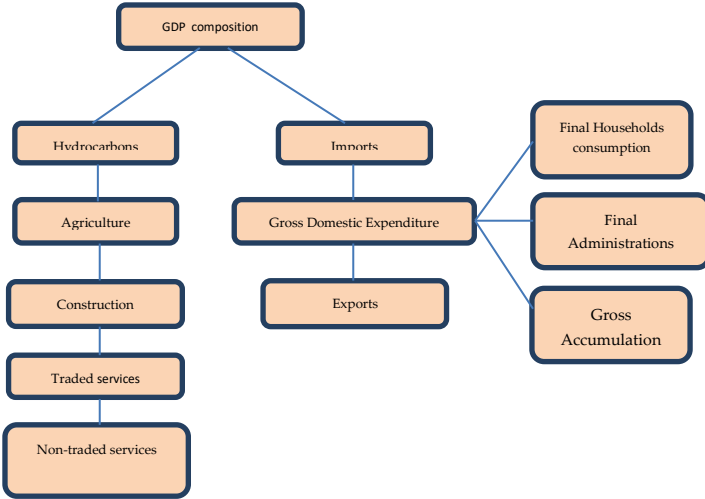 GDP composition
Hydrocarbons
Imports
Final Households
consumption
Agriculture
Gross Domestic Expenditure
Final
Administrations
Construction
Exports
Gross
Accumulation
Traded services
Non-traded services